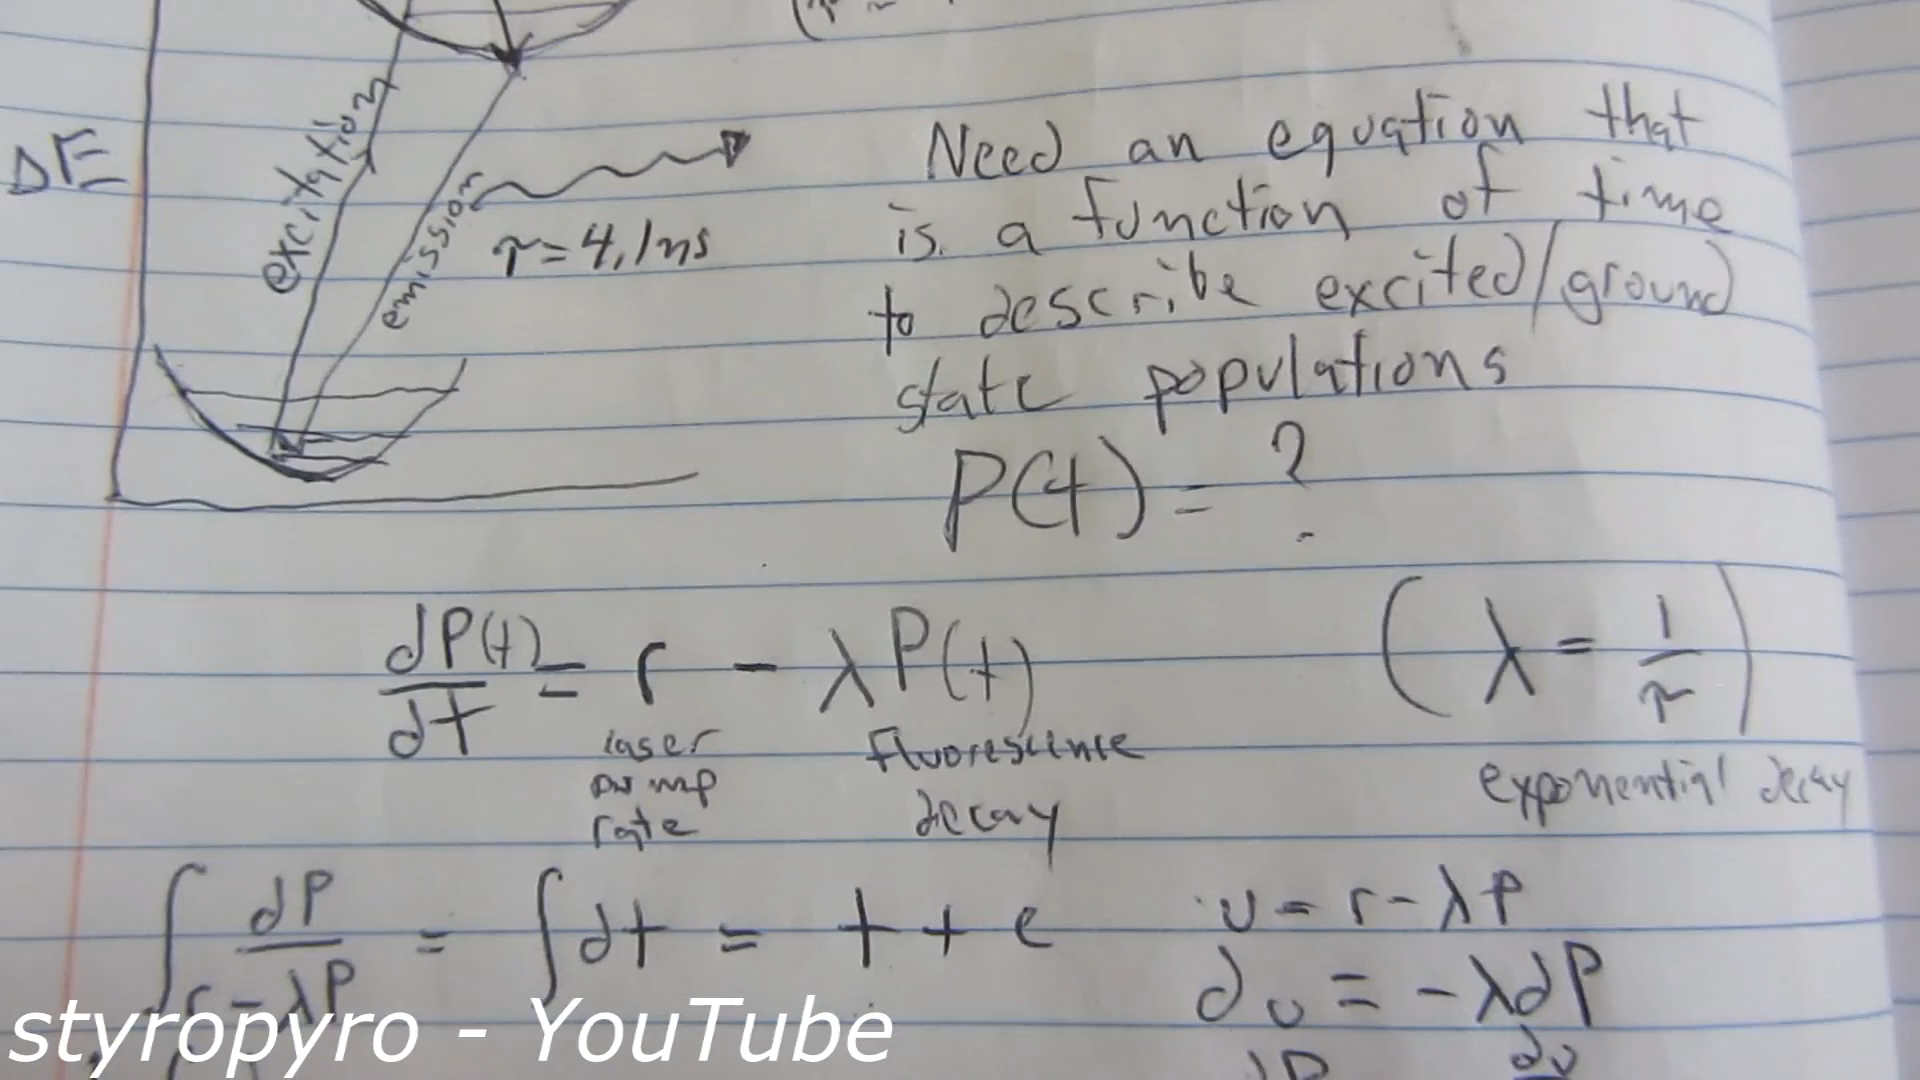 ΔE
excitation
emission
τ = 4.1ns
Need an equation that
is a function of time
to describe excited/ground
state populations
P(t) = ?
dP(t)/dt = r - λP(t)
(λ = 1/τ)
laser
pump
rate
fluorescence
decay
exponential decay
∫ dP/(r - λP) = ∫dt = t + c
u = r - λP
du = -λdP
dP
du
styropyro - YouTube